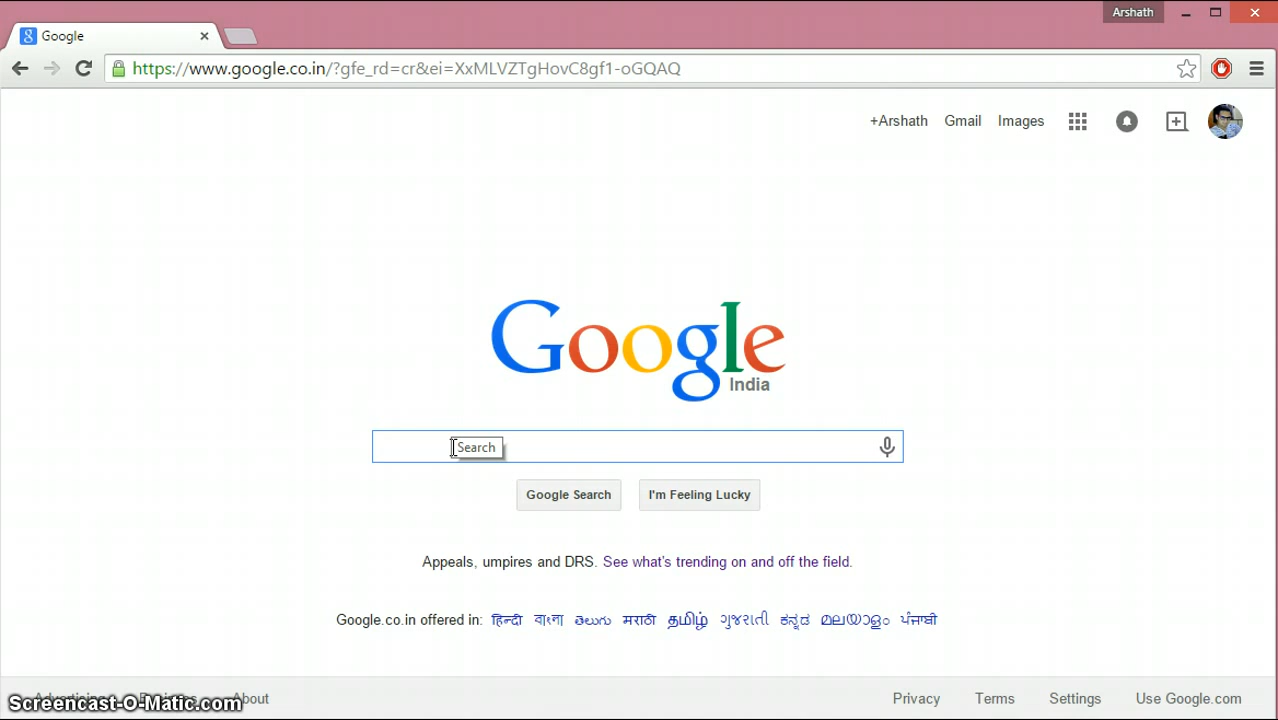 Arshath
Google
https://www.google.co.in/?gfe_rd=cr&ei=XxMLVZTgHovC8gf1-oGQAQ
+Arshath Gmail Images
Google
India
Search
Google Search I'm Feeling Lucky
Appeals, umpires and DRS. See what's trending on and off the field.
Google.co.in offered in: हिन्दी বাংলা తెలుగు मराठी தமிழ் ગુજરાતી ಕನ್ನಡ മലയാളം ਪੰਜਾਬੀ
Advertising Business About Privacy Terms Settings Use Google.com
Screencast-O-Matic.com